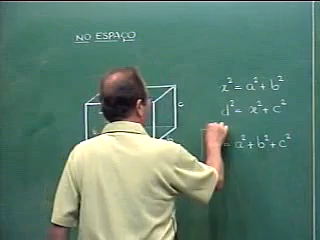 NO ESPAÇO
x² = a² + b²
d² = x² + c²
= a² + b² + c²
c